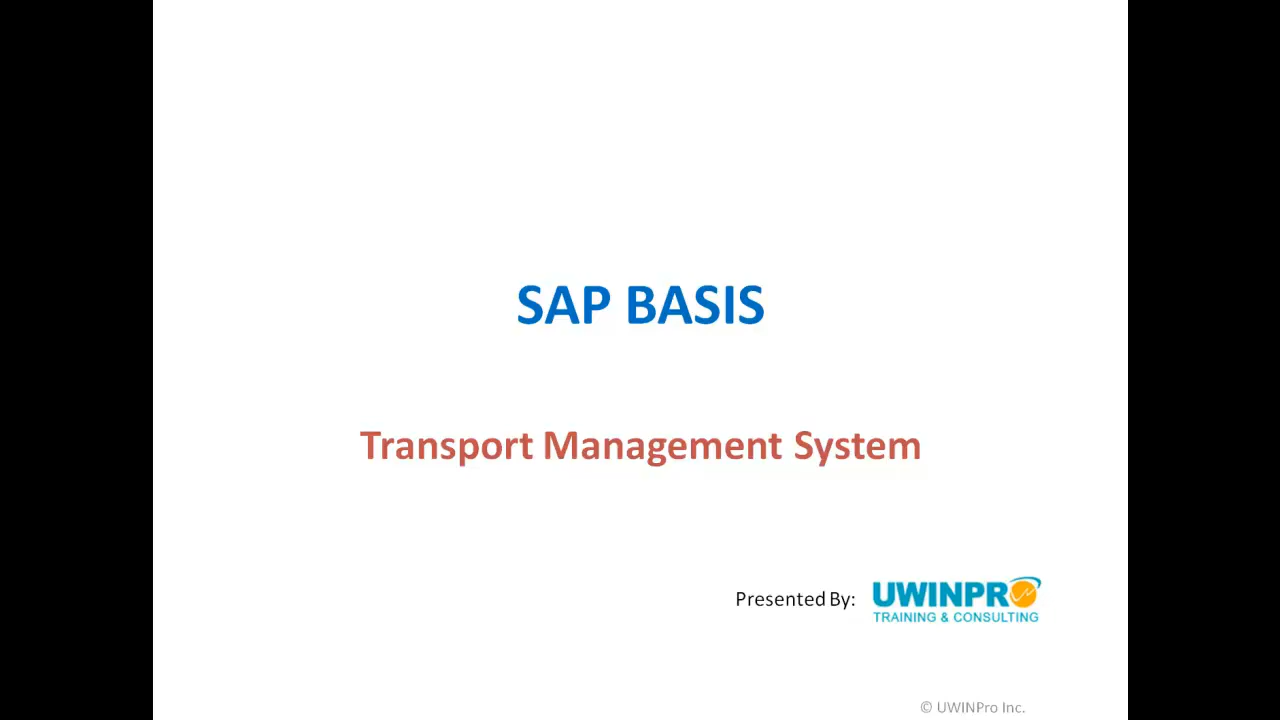 SAP BASIS
Transport Management System
Presented By:
UWINPRO
TRAINING & CONSULTING
© UWINPro Inc.